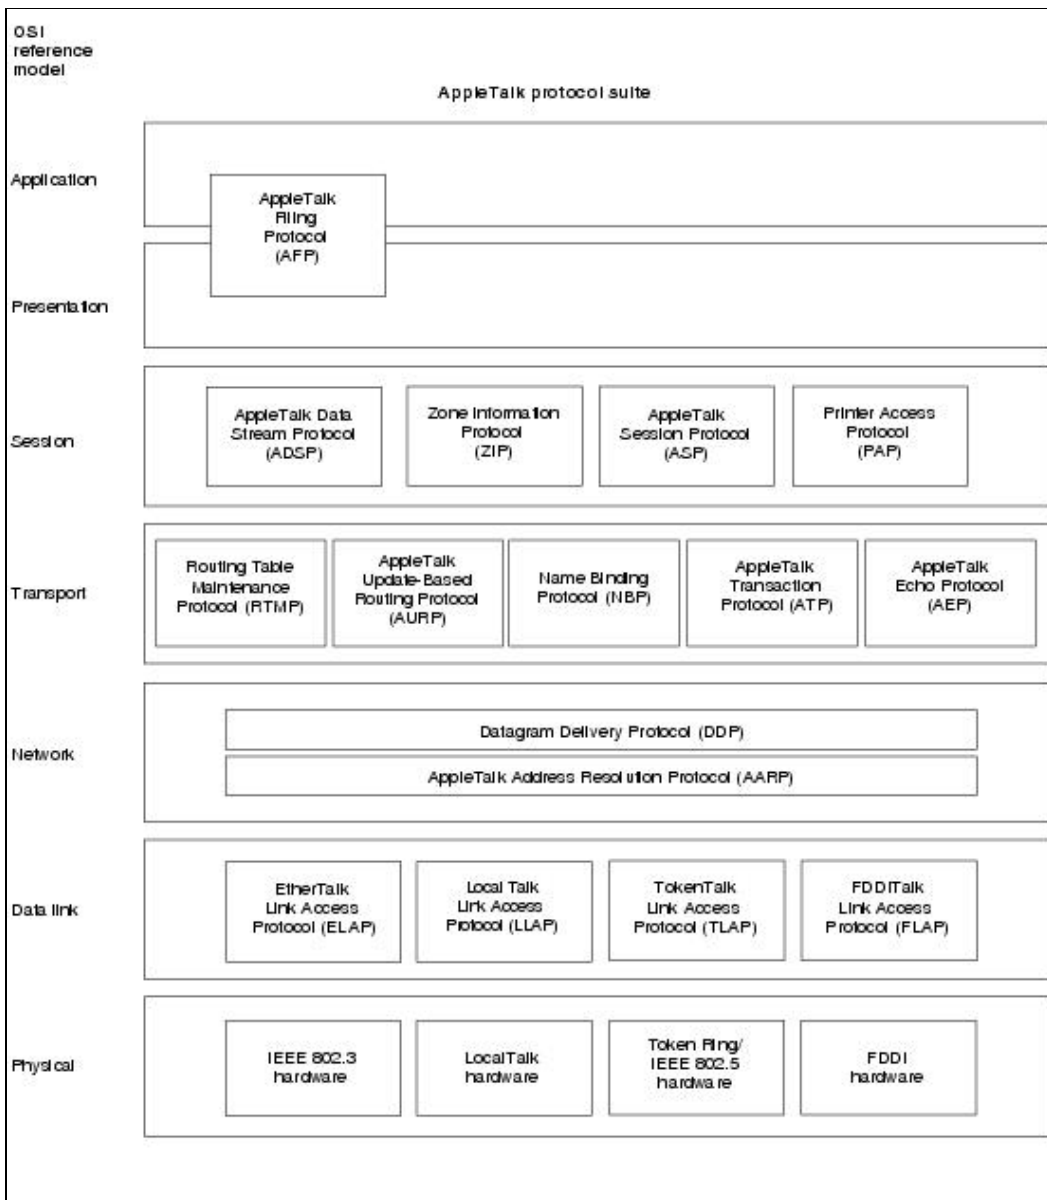 OSI
reference
model
AppleTalk protocol suite
Application
AppleTalk
Filing
Protocol
(AFP)
Presentation
Session
AppleTalk Data
Stream Protocol
(ADSP)
Zone Information
Protocol
(ZIP)
AppleTalk
Session Protocol
(ASP)
Printer Access
Protocol
(PAP)
Transport
Routing Table
Maintenance
Protocol (RTMP)
AppleTalk
Update-Based
Routing Protocol
(AURP)
Name Binding
Protocol (NBP)
AppleTalk
Transaction
Protocol (ATP)
AppleTalk
Echo Protocol
(AEP)
Network
Datagram Delivery Protocol (DDP)
AppleTalk Address Resolution Protocol (AARP)
Data link
EtherTalk
Link Access
Protocol (ELAP)
Local Talk
Link Access
Protocol (LLAP)
TokenTalk
Link Access
Protocol (TLAP)
FDDITalk
Link Access
Protocol (FLAP)
Physical
IEEE 802.3
hardware
LocalTalk
hardware
Token Ring/
IEEE 802.5
hardware
FDDI
hardware